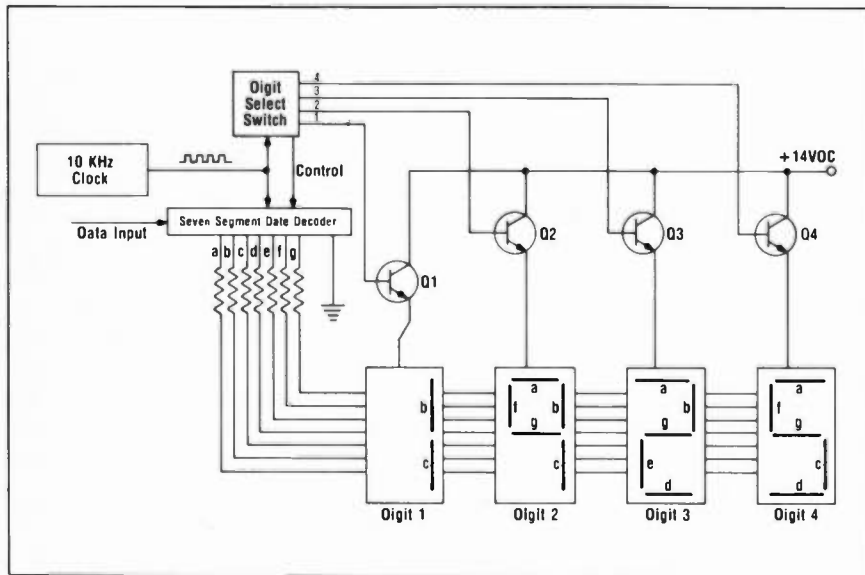 4
3
2
1
Oigit
Select
Switch
10 KHz
Clock
Control
+14VOC
Seven Segment Date Decoder
Oata Input
a b c d e f g
Q1
Q2
Q3
Q4
b
c
a
f b
g
c
a
b
g
e
d
a
f
g
c
d
Oigit 1
Oigit 2
Oigit 3
Oigit 4